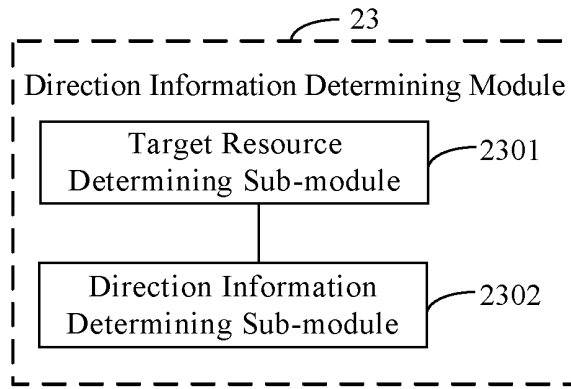 23
Direction Information Determining Module
Target Resource
Determining Sub-module
2301
Direction Information
Determining Sub-module
2302